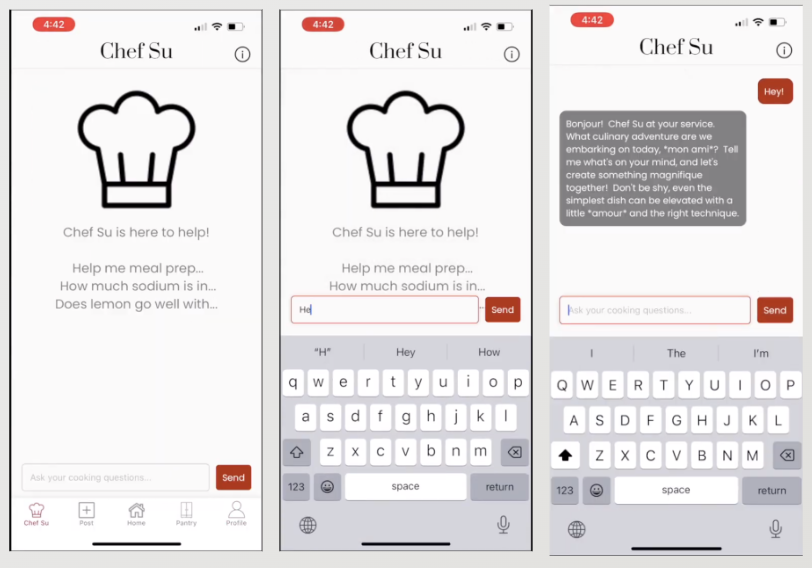 4:42
Chef Su
Chef Su is here to help!
Help me meal prep...
How much sodium is in...
Does lemon go well with...
Ask your cooking questions...
Send
Chef Su
Post
Home
Pantry
Profile
4:42
Chef Su
Chef Su is here to help!
Help me meal prep...
How much sodium is in...
He
Send
"H"
Hey
How
q w e r t y u i o p
a s d f g h j k l
z x c v b n m
123
space
return
4:42
Chef Su
Hey!
Bonjour! Chef Su at your service.
What culinary adventure are we
embarking on today, *mon ami*? Tell
me what's on your mind, and let's
create something magnifique
together! Don't be shy, even the
simplest dish can be elevated with a
little *amour* and the right technique.
Ask your cooking questions...
Send
I
The
I'm
Q W E R T Y U I O P
A S D F G H J K L
Z X C V B N M
123
space
return